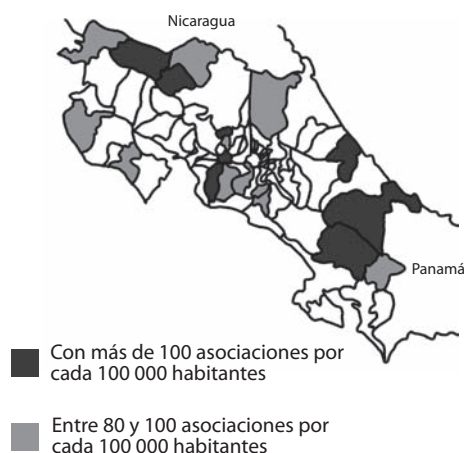 Nicaragua
Panamá
Con más de 100 asociaciones por
cada 100 000 habitantes
Entre 80 y 100 asociaciones por
cada 100 000 habitantes